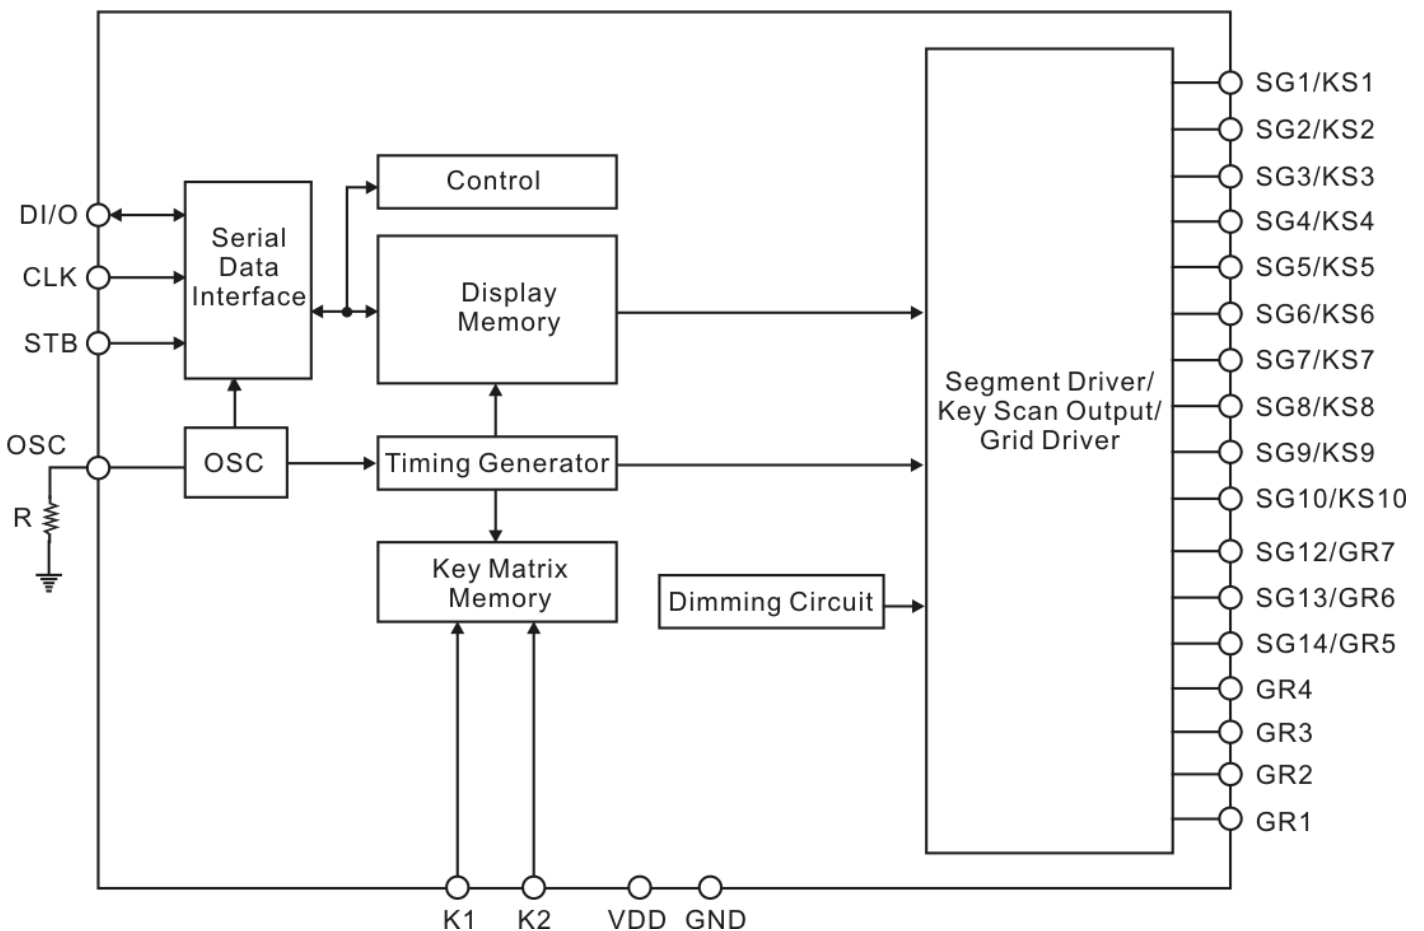 DI/O
CLK
STB
OSC
R
Serial
Data
Interface
OSC
Control
Display
Memory
Timing Generator
Key Matrix
Memory
Dimming Circuit
Segment Driver/
Key Scan Output/
Grid Driver
SG1/KS1
SG2/KS2
SG3/KS3
SG4/KS4
SG5/KS5
SG6/KS6
SG7/KS7
SG8/KS8
SG9/KS9
SG10/KS10
SG12/GR7
SG13/GR6
SG14/GR5
GR4
GR3
GR2
GR1
K1
K2
VDD
GND